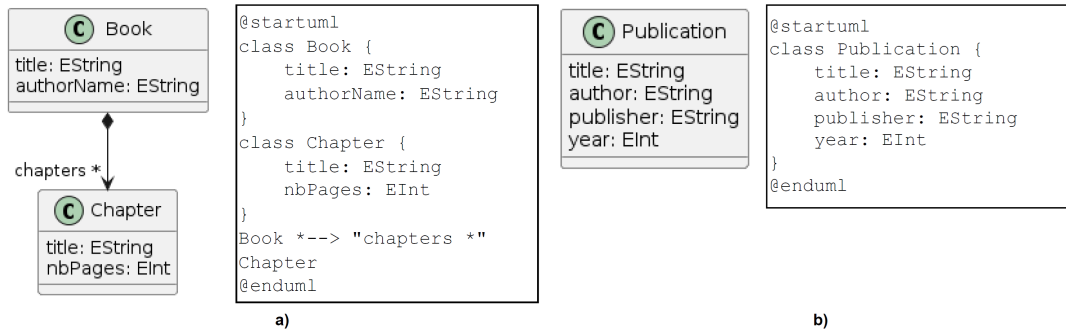 C Book
title: EString
authorName: EString
chapters *
C Chapter
title: EString
nbPages: EInt
@startuml
class Book {
title: EString
authorName: EString
}
class Chapter {
title: EString
nbPages: EInt
}
Book *--> "chapters *"
Chapter
@enduml
a)
C Publication
title: EString
author: EString
publisher: EString
year: EInt
@startuml
class Publication {
title: EString
author: EString
publisher: EString
year: EInt
}
@enduml
b)